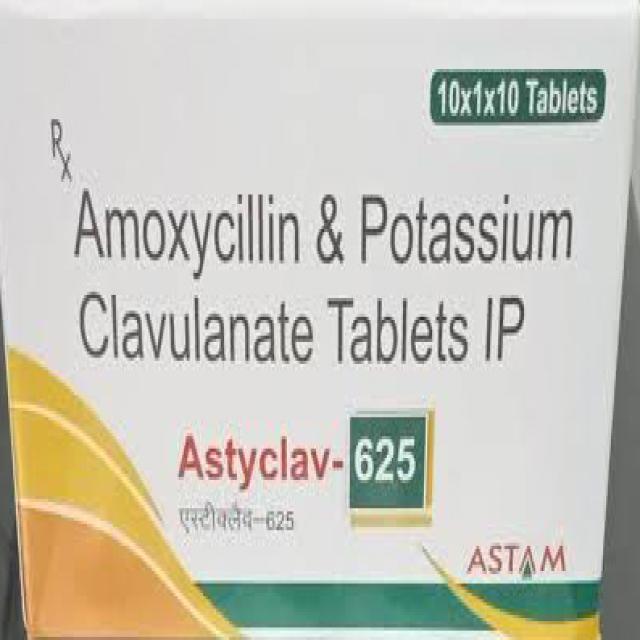 10x1x10 Tablets
Rx
Amoxycillin & Potassium
Clavulanate Tablets IP
Astyclav-625
एस्टीक्लैव–625
ASTAM